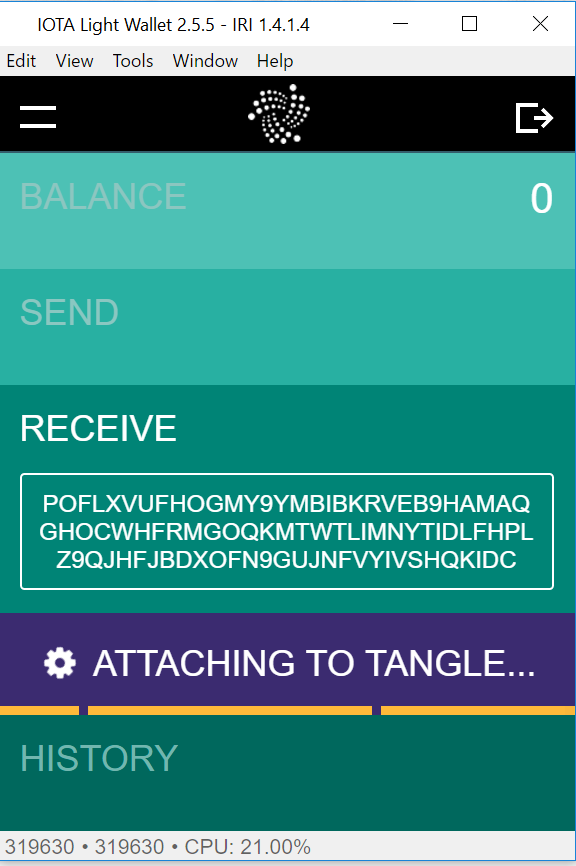 IOTA Light Wallet 2.5.5 - IRI 1.4.1.4
Edit View Tools Window Help
BALANCE 0
SEND
RECEIVE
POFLXVUFHOGMY9YMBIBKRVEB9HAMAQ
GHOCWHFRMGOQKMTWTLIMNYTIDLFHPL
Z9QJHFJBDXOFN9GUJNFVYIVSHQKIDC
ATTACHING TO TANGLE...
HISTORY
319630 • 319630 • CPU: 21.00%